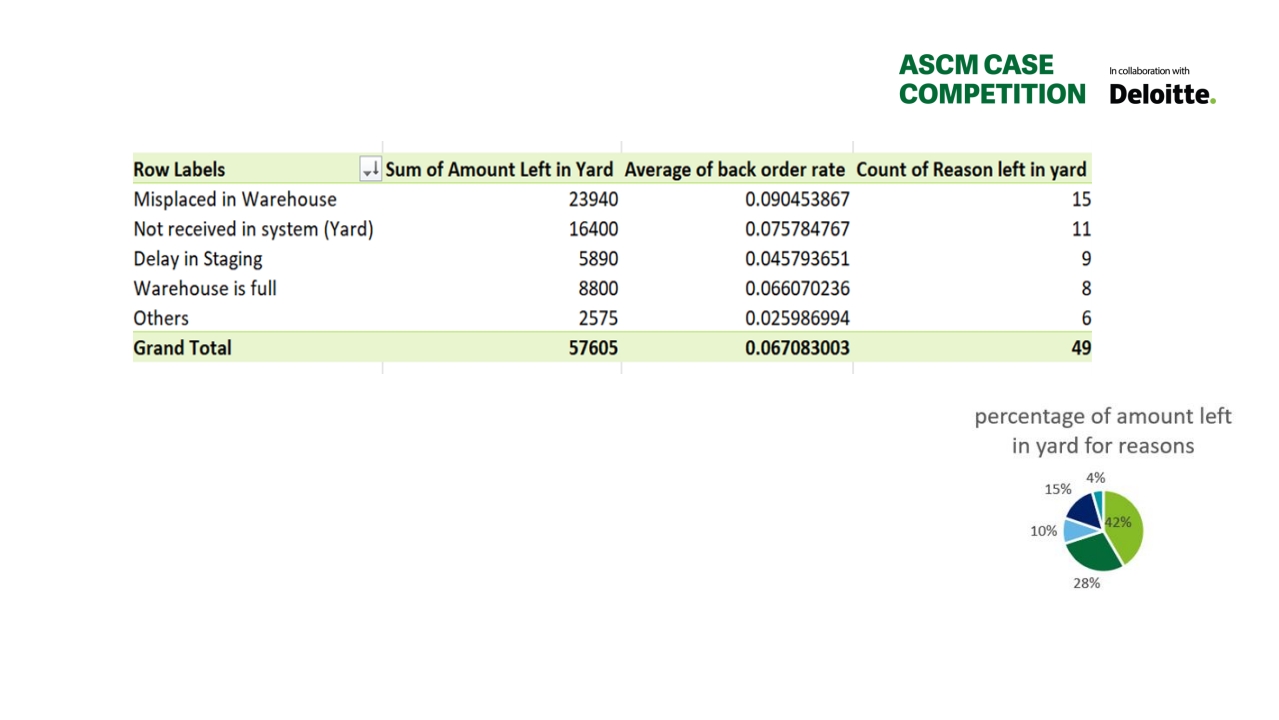 ASCM CASE
COMPETITION
In collaboration with
Deloitte.
Row Labels Sum of Amount Left in Yard Average of back order rate Count of Reason left in yard
Misplaced in Warehouse 23940 0.090453867 15
Not received in system (Yard) 16400 0.075784767 11
Delay in Staging 5890 0.045793651 9
Warehouse is full 8800 0.066070236 8
Others 2575 0.025986994 6
Grand Total 57605 0.067083003 49
percentage of amount left
in yard for reasons
4%
15%
42%
10%
28%